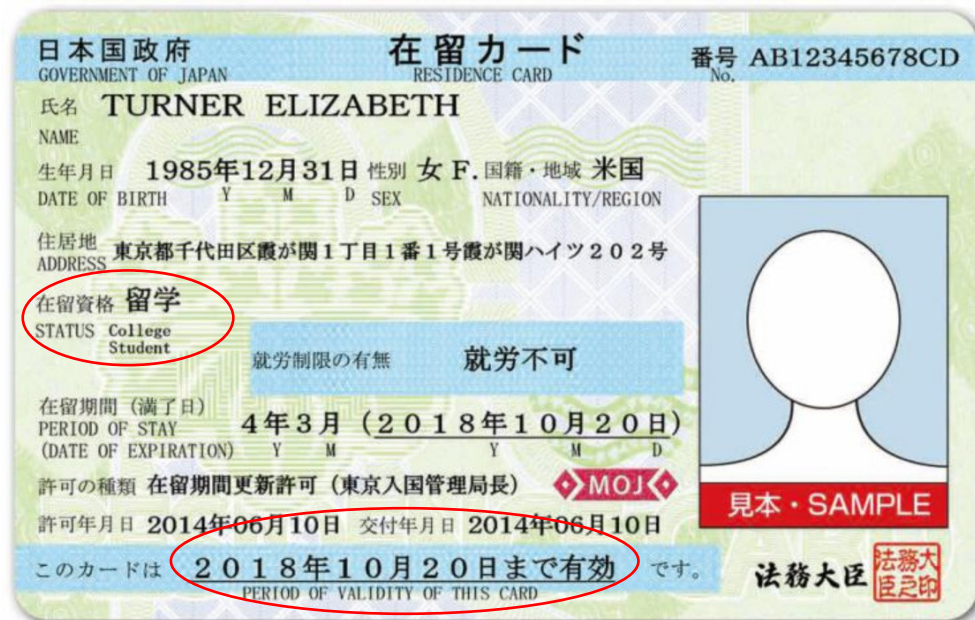 日本国政府 在留カード 番号 AB12345678CD
GOVERNMENT OF JAPAN RESIDENCE CARD No.
氏名 TURNER ELIZABETH
NAME
生年月日 1985年12月31日 性別 女 F. 国籍・地域 米国
DATE OF BIRTH Y M D SEX NATIONALITY/REGION
住居地 東京都千代田区霞が関1丁目1番1号霞が関ハイツ202号
ADDRESS
在留資格 留学
STATUS College
Student
就労制限の有無 就労不可
在留期間(満了日)
PERIOD OF STAY 4年3月(2018年10月20日)
(DATE OF EXPIRATION) Y M Y M D
許可の種類 在留期間更新許可(東京入国管理局長) MOJ
見本・SAMPLE
許可年月日 2014年06月10日 交付年月日 2014年06月10日
このカードは 2018年10月20日まで有効 です。
PERIOD OF VALIDITY OF THIS CARD
法務大臣 法務大臣之印